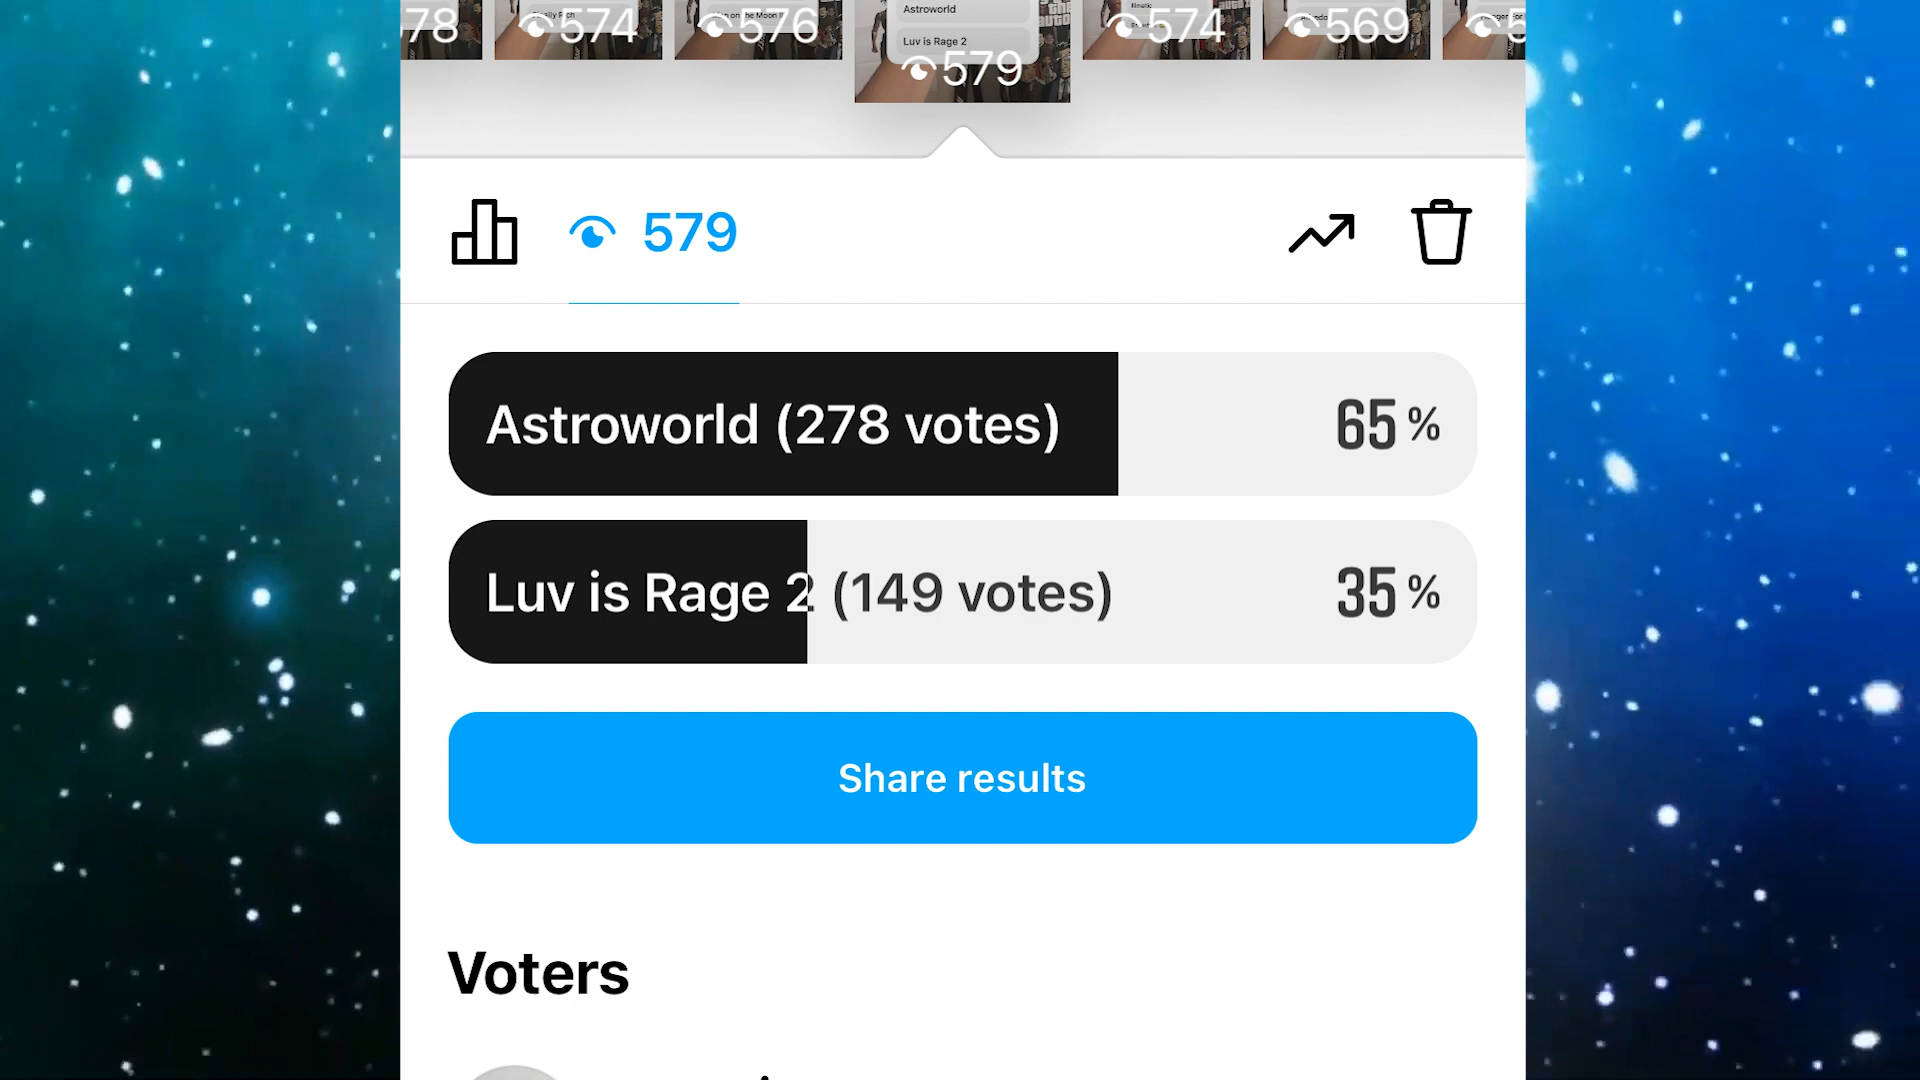 Astroworld
Luv is Rage 2
78
574
576
579
574
569
579
Astroworld (278 votes)
65%
Luv is Rage 2 (149 votes)
35%
Share results
Voters